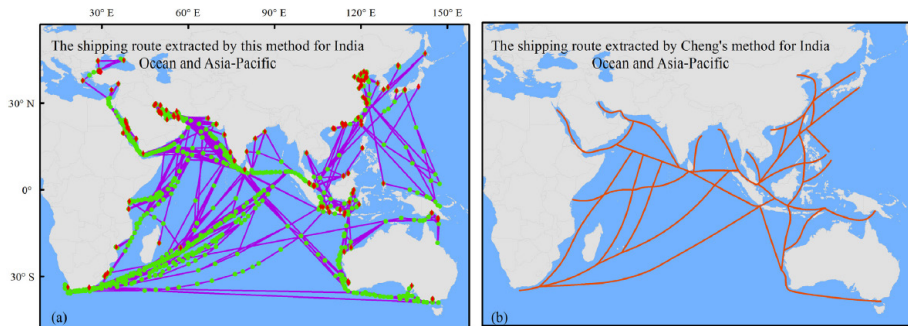 30° E 60° E 90° E 120° E 150° E
The shipping route extracted by this method for India
Ocean and Asia-Pacific
30° N
0°
30° S
(a)
The shipping route extracted by Cheng's method for India
Ocean and Asia-Pacific
(b)